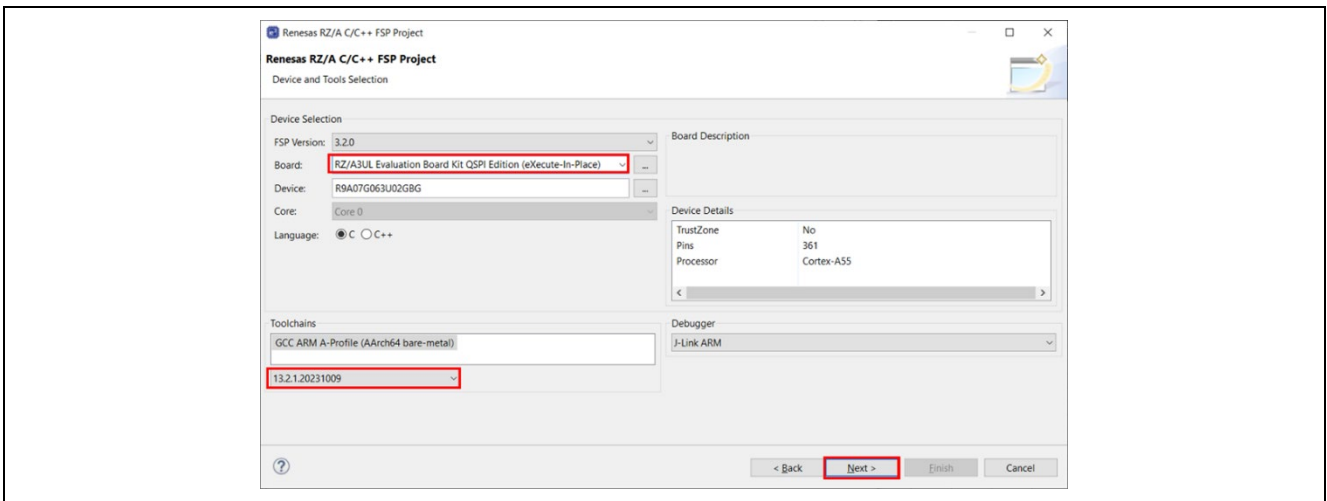 Renesas RZ/A C/C++ FSP Project
Renesas RZ/A C/C++ FSP Project
Device and Tools Selection
Device Selection
FSP Version: 3.2.0
Board: RZ/A3UL Evaluation Board Kit QSPI Edition (eXecute-In-Place) ...
Device: R9A07G063U02GBG ...
Core: Core 0
Language: C C++
Board Description
Device Details
TrustZone No
Pins 361
Processor Cortex-A55
Toolchains
GCC ARM A-Profile (AArch64 bare-metal)
13.2.1.20231009
Debugger
J-Link ARM
? < Back Next > Finish Cancel